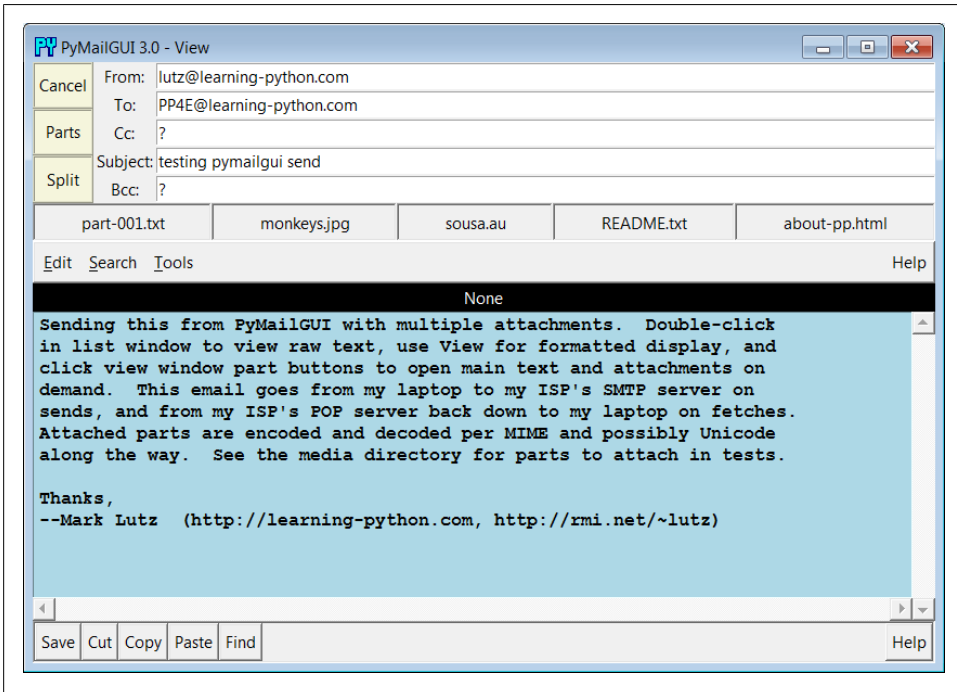 PY PyMailGUI 3.0 - View
Cancel
From: lutz@learning-python.com
To: PP4E@learning-python.com
Parts
Cc: ?
Subject: testing pymailgui send
Split
Bcc: ?
part-001.txt monkeys.jpg sousa.au README.txt about-pp.html
Edit Search Tools Help
None
Sending this from PyMailGUI with multiple attachments.  Double-click
in list window to view raw text, use View for formatted display, and
click view window part buttons to open main text and attachments on
demand.  This email goes from my laptop to my ISP's SMTP server on
sends, and from my ISP's POP server back down to my laptop on fetches.
Attached parts are encoded and decoded per MIME and possibly Unicode
along the way.  See the media directory for parts to attach in tests.
Thanks,
--Mark Lutz  (http://learning-python.com, http://rmi.net/~lutz)
Save Cut Copy Paste Find Help